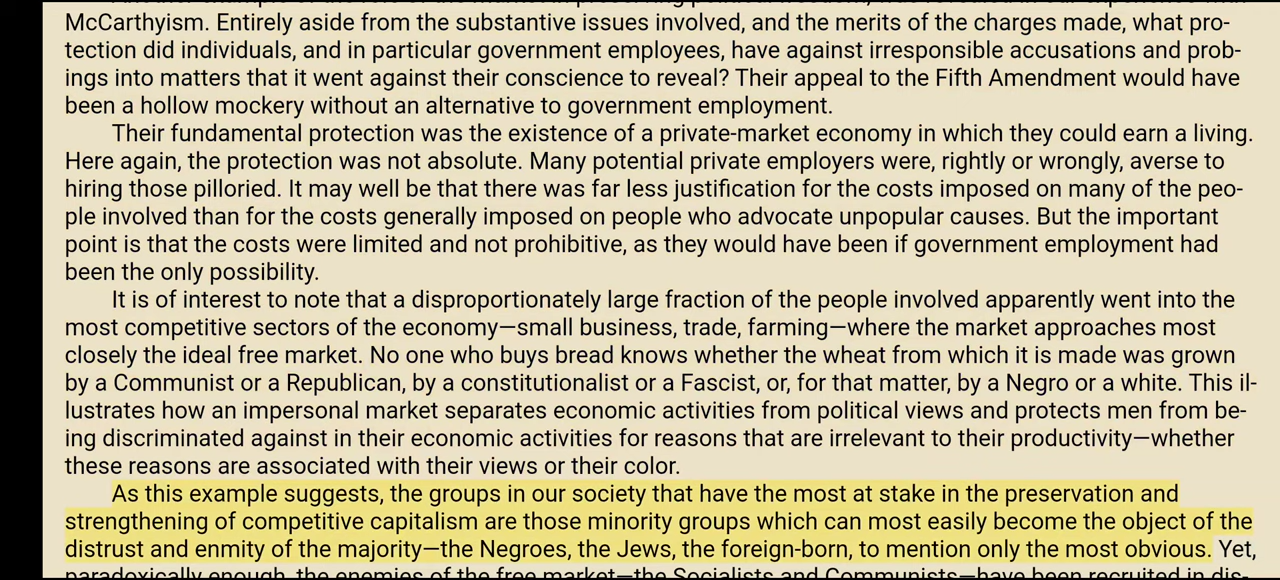 McCarthyism. Entirely aside from the substantive issues involved, and the merits of the charges made, what pro-
tection did individuals, and in particular government employees, have against irresponsible accusations and prob-
ings into matters that it went against their conscience to reveal? Their appeal to the Fifth Amendment would have
been a hollow mockery without an alternative to government employment.
Their fundamental protection was the existence of a private-market economy in which they could earn a living.
Here again, the protection was not absolute. Many potential private employers were, rightly or wrongly, averse to
hiring those pilloried. It may well be that there was far less justification for the costs imposed on many of the peo-
ple involved than for the costs generally imposed on people who advocate unpopular causes. But the important
point is that the costs were limited and not prohibitive, as they would have been if government employment had
been the only possibility.
It is of interest to note that a disproportionately large fraction of the people involved apparently went into the
most competitive sectors of the economy—small business, trade, farming—where the market approaches most
closely the ideal free market. No one who buys bread knows whether the wheat from which it is made was grown
by a Communist or a Republican, by a constitutionalist or a Fascist, or, for that matter, by a Negro or a white. This il-
lustrates how an impersonal market separates economic activities from political views and protects men from be-
ing discriminated against in their economic activities for reasons that are irrelevant to their productivity—whether
these reasons are associated with their views or their color.
As this example suggests, the groups in our society that have the most at stake in the preservation and
strengthening of competitive capitalism are those minority groups which can most easily become the object of the
distrust and enmity of the majority—the Negroes, the Jews, the foreign-born, to mention only the most obvious. Yet,
paradoxically enough, the enemies of the free market—the Socialists and Communists—have been recruited in dis-